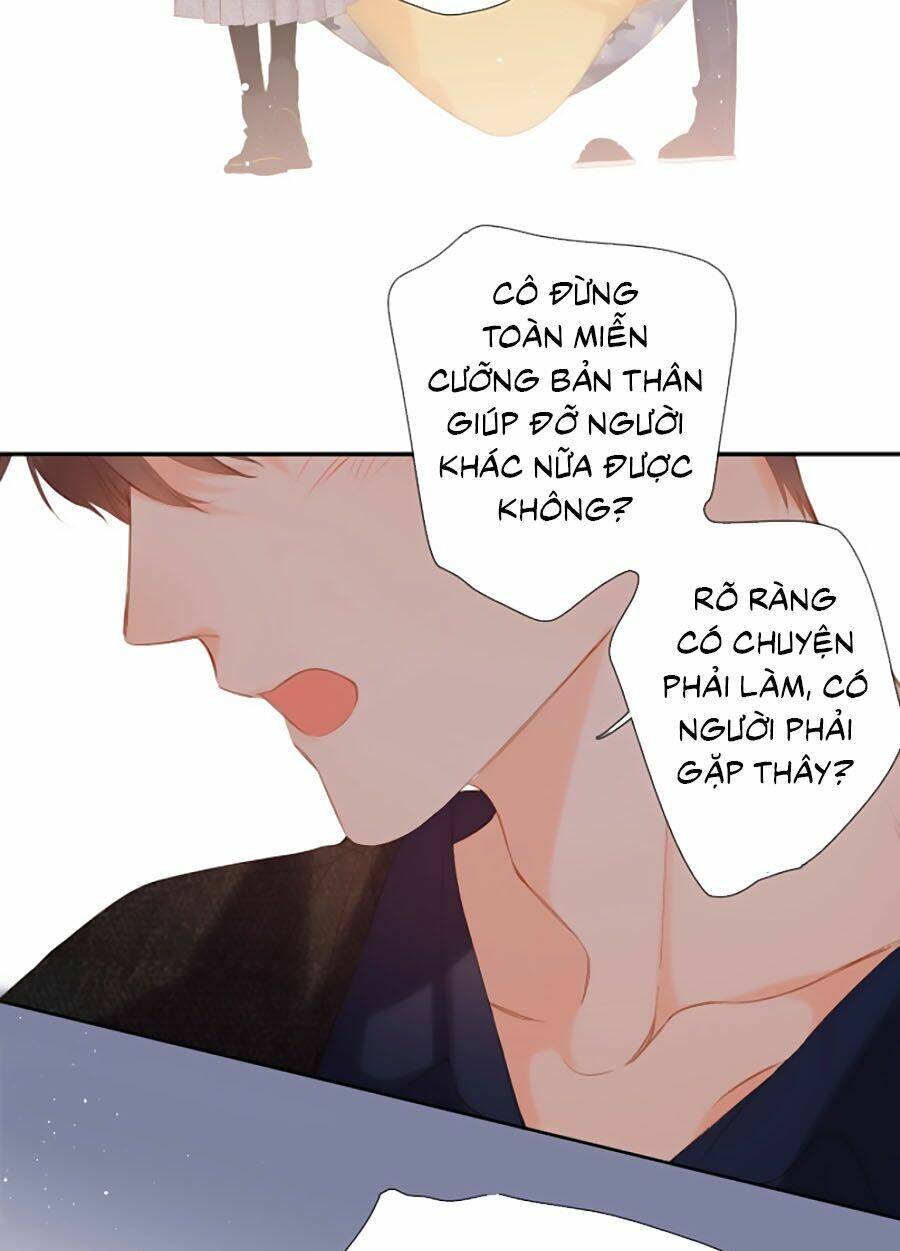 CÔ ĐỪNG
TOÀN MIỄN
CƯỠNG BẢN THÂN
GIÚP ĐỠ NGƯỜI
KHÁC NỮA ĐƯỢC
KHÔNG?
RÕ RÀNG
CÓ CHUYỆN
PHẢI LÀM, CÓ
NGƯỜI PHẢI
GẶP THÂY?